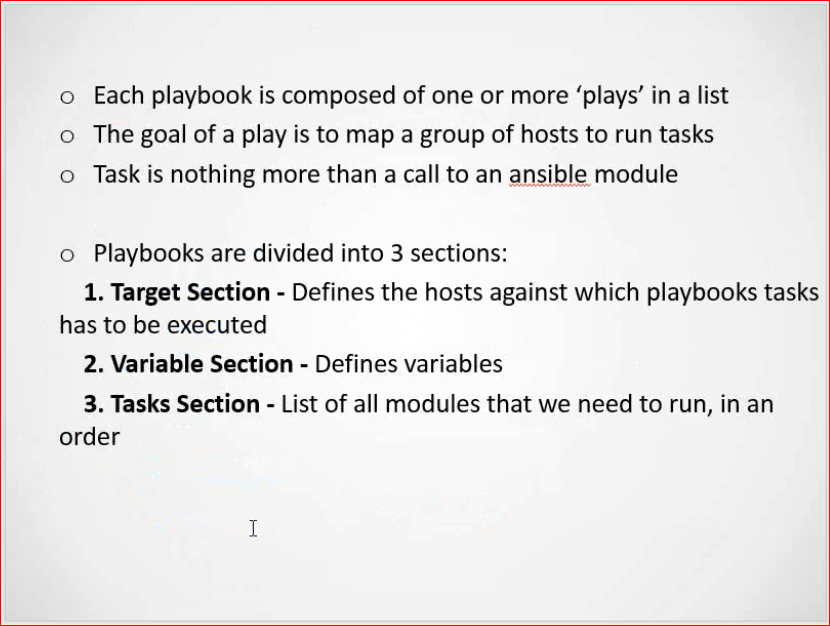 o Each playbook is composed of one or more ‘plays’ in a list
o The goal of a play is to map a group of hosts to run tasks
o Task is nothing more than a call to an ansible module
o Playbooks are divided into 3 sections:
1. Target Section - Defines the hosts against which playbooks tasks
has to be executed
2. Variable Section - Defines variables
3. Tasks Section - List of all modules that we need to run, in an
order